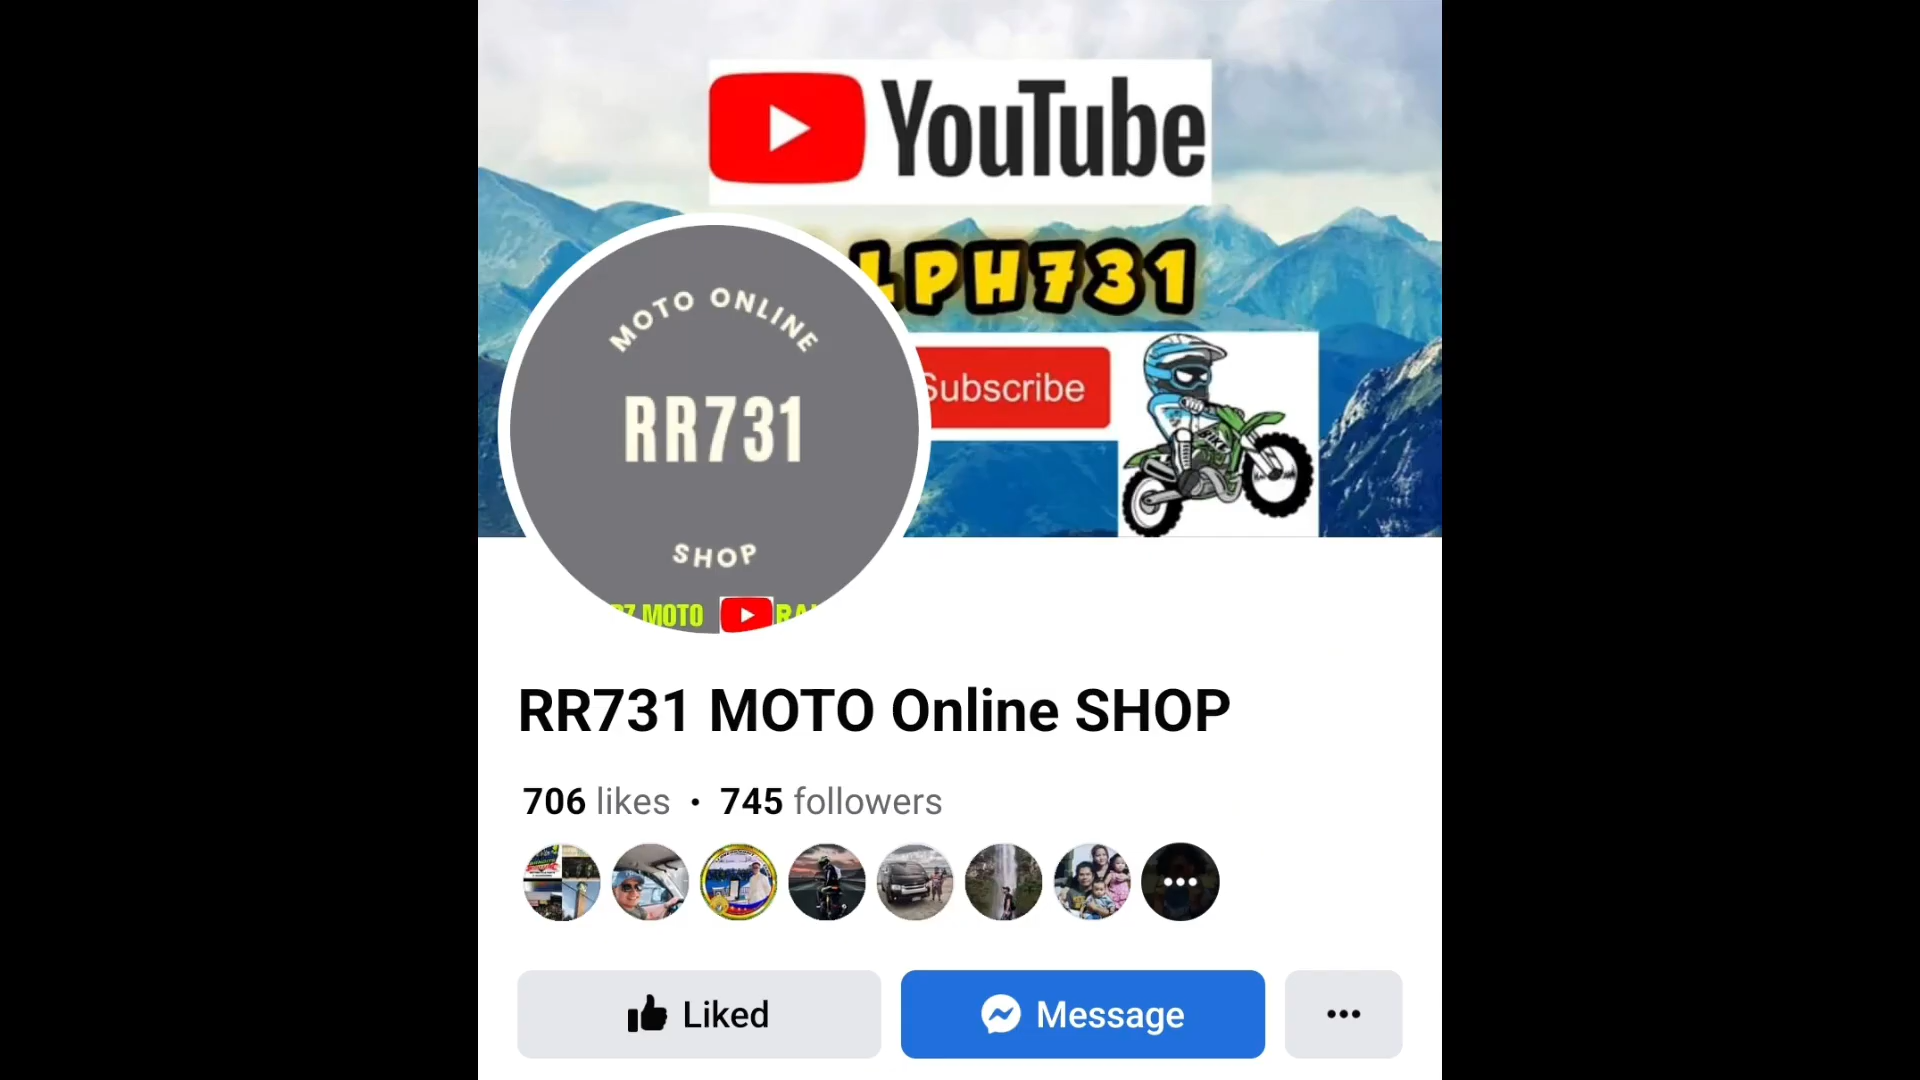 YouTube
LPH731
Subscribe
MOTO ONLINE
RR731
SHOP
MOTO
RR731 MOTO Online SHOP
706 likes • 745 followers
Liked
Message